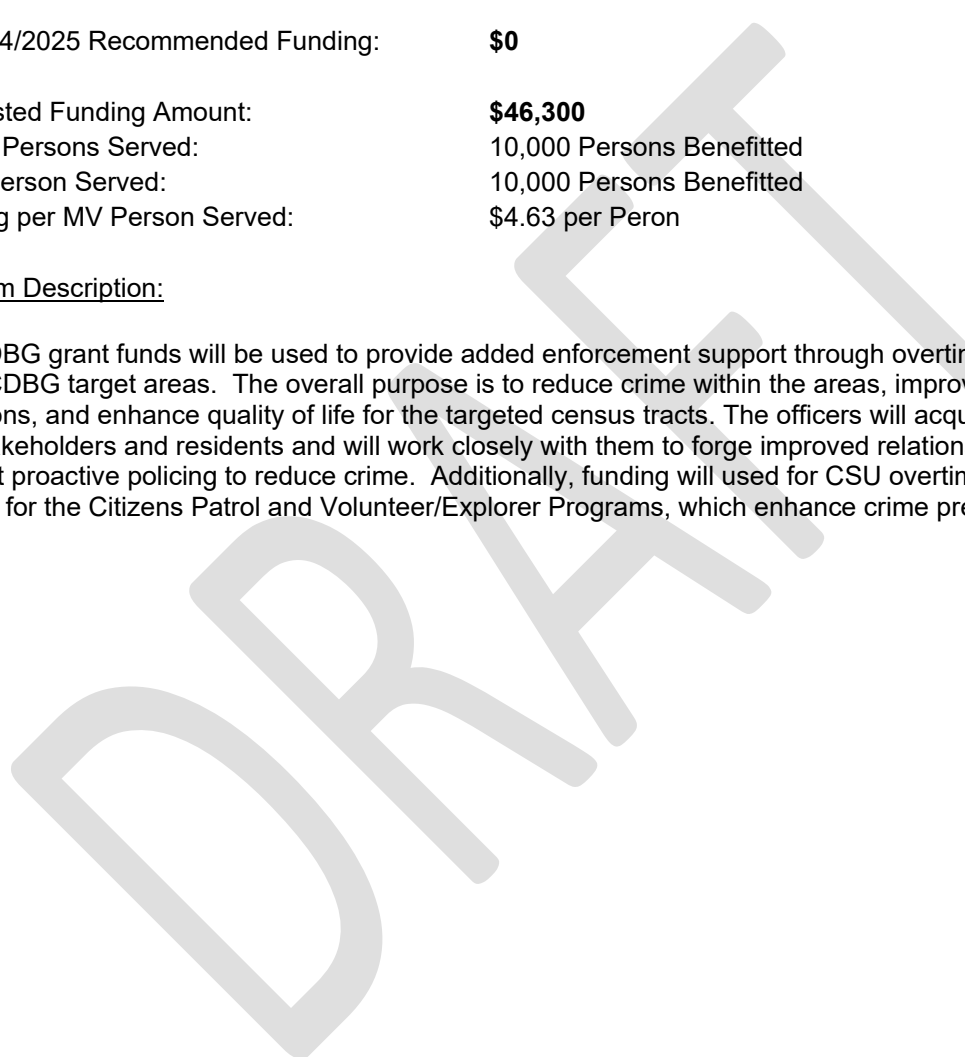 4/2025 Recommended Funding: $0
sted Funding Amount: $46,300
Persons Served: 10,000 Persons Benefitted
erson Served: 10,000 Persons Benefitted
g per MV Person Served: $4.63 per Peron
m Description:
BG grant funds will be used to provide added enforcement support through overtim
CDBG target areas.  The overall purpose is to reduce crime within the areas, improv
ons, and enhance quality of life for the targeted census tracts. The officers will acqu
keholders and residents and will work closely with them to forge improved relation
t proactive policing to reduce crime.  Additionally, funding will used for CSU overtim
for the Citizens Patrol and Volunteer/Explorer Programs, which enhance crime pre
DRAFT